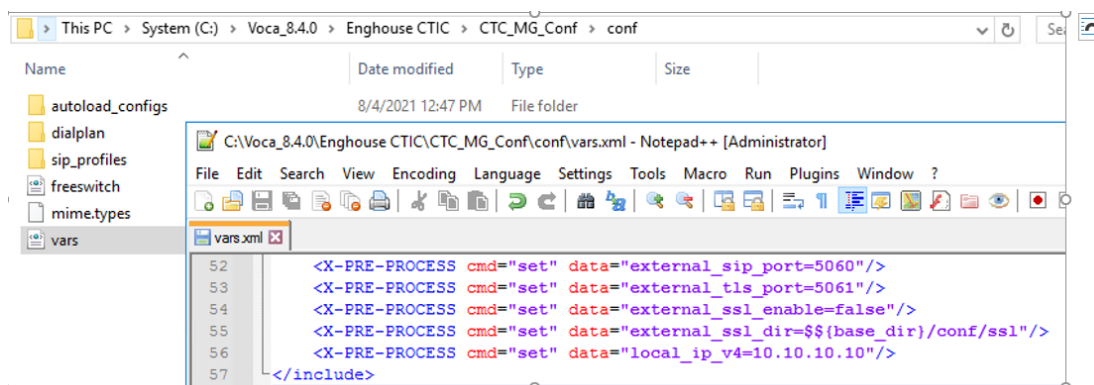 This PC > System (C:) > Voca_8.4.0 > Enghouse CTIC > CTC_MG_Conf > conf
Name Date modified Type Size
autoload_configs 8/4/2021 12:47 PM File folder
dialplan
sip_profiles
freeswitch
mime.types
vars
C:\Voca_8.4.0\Enghouse CTIC\CTC_MG_Conf\conf\vars.xml - Notepad++ [Administrator]
File Edit Search View Encoding Language Settings Tools Macro Run Plugins Window ?
vars.xml
52 <X-PRE-PROCESS cmd="set" data="external_sip_port=5060"/>
53 <X-PRE-PROCESS cmd="set" data="external_tls_port=5061"/>
54 <X-PRE-PROCESS cmd="set" data="external_ssl_enable=false"/>
55 <X-PRE-PROCESS cmd="set" data="external_ssl_dir=$${base_dir}/conf/ssl"/>
56 <X-PRE-PROCESS cmd="set" data="local_ip_v4=10.10.10.10"/>
57 </include>